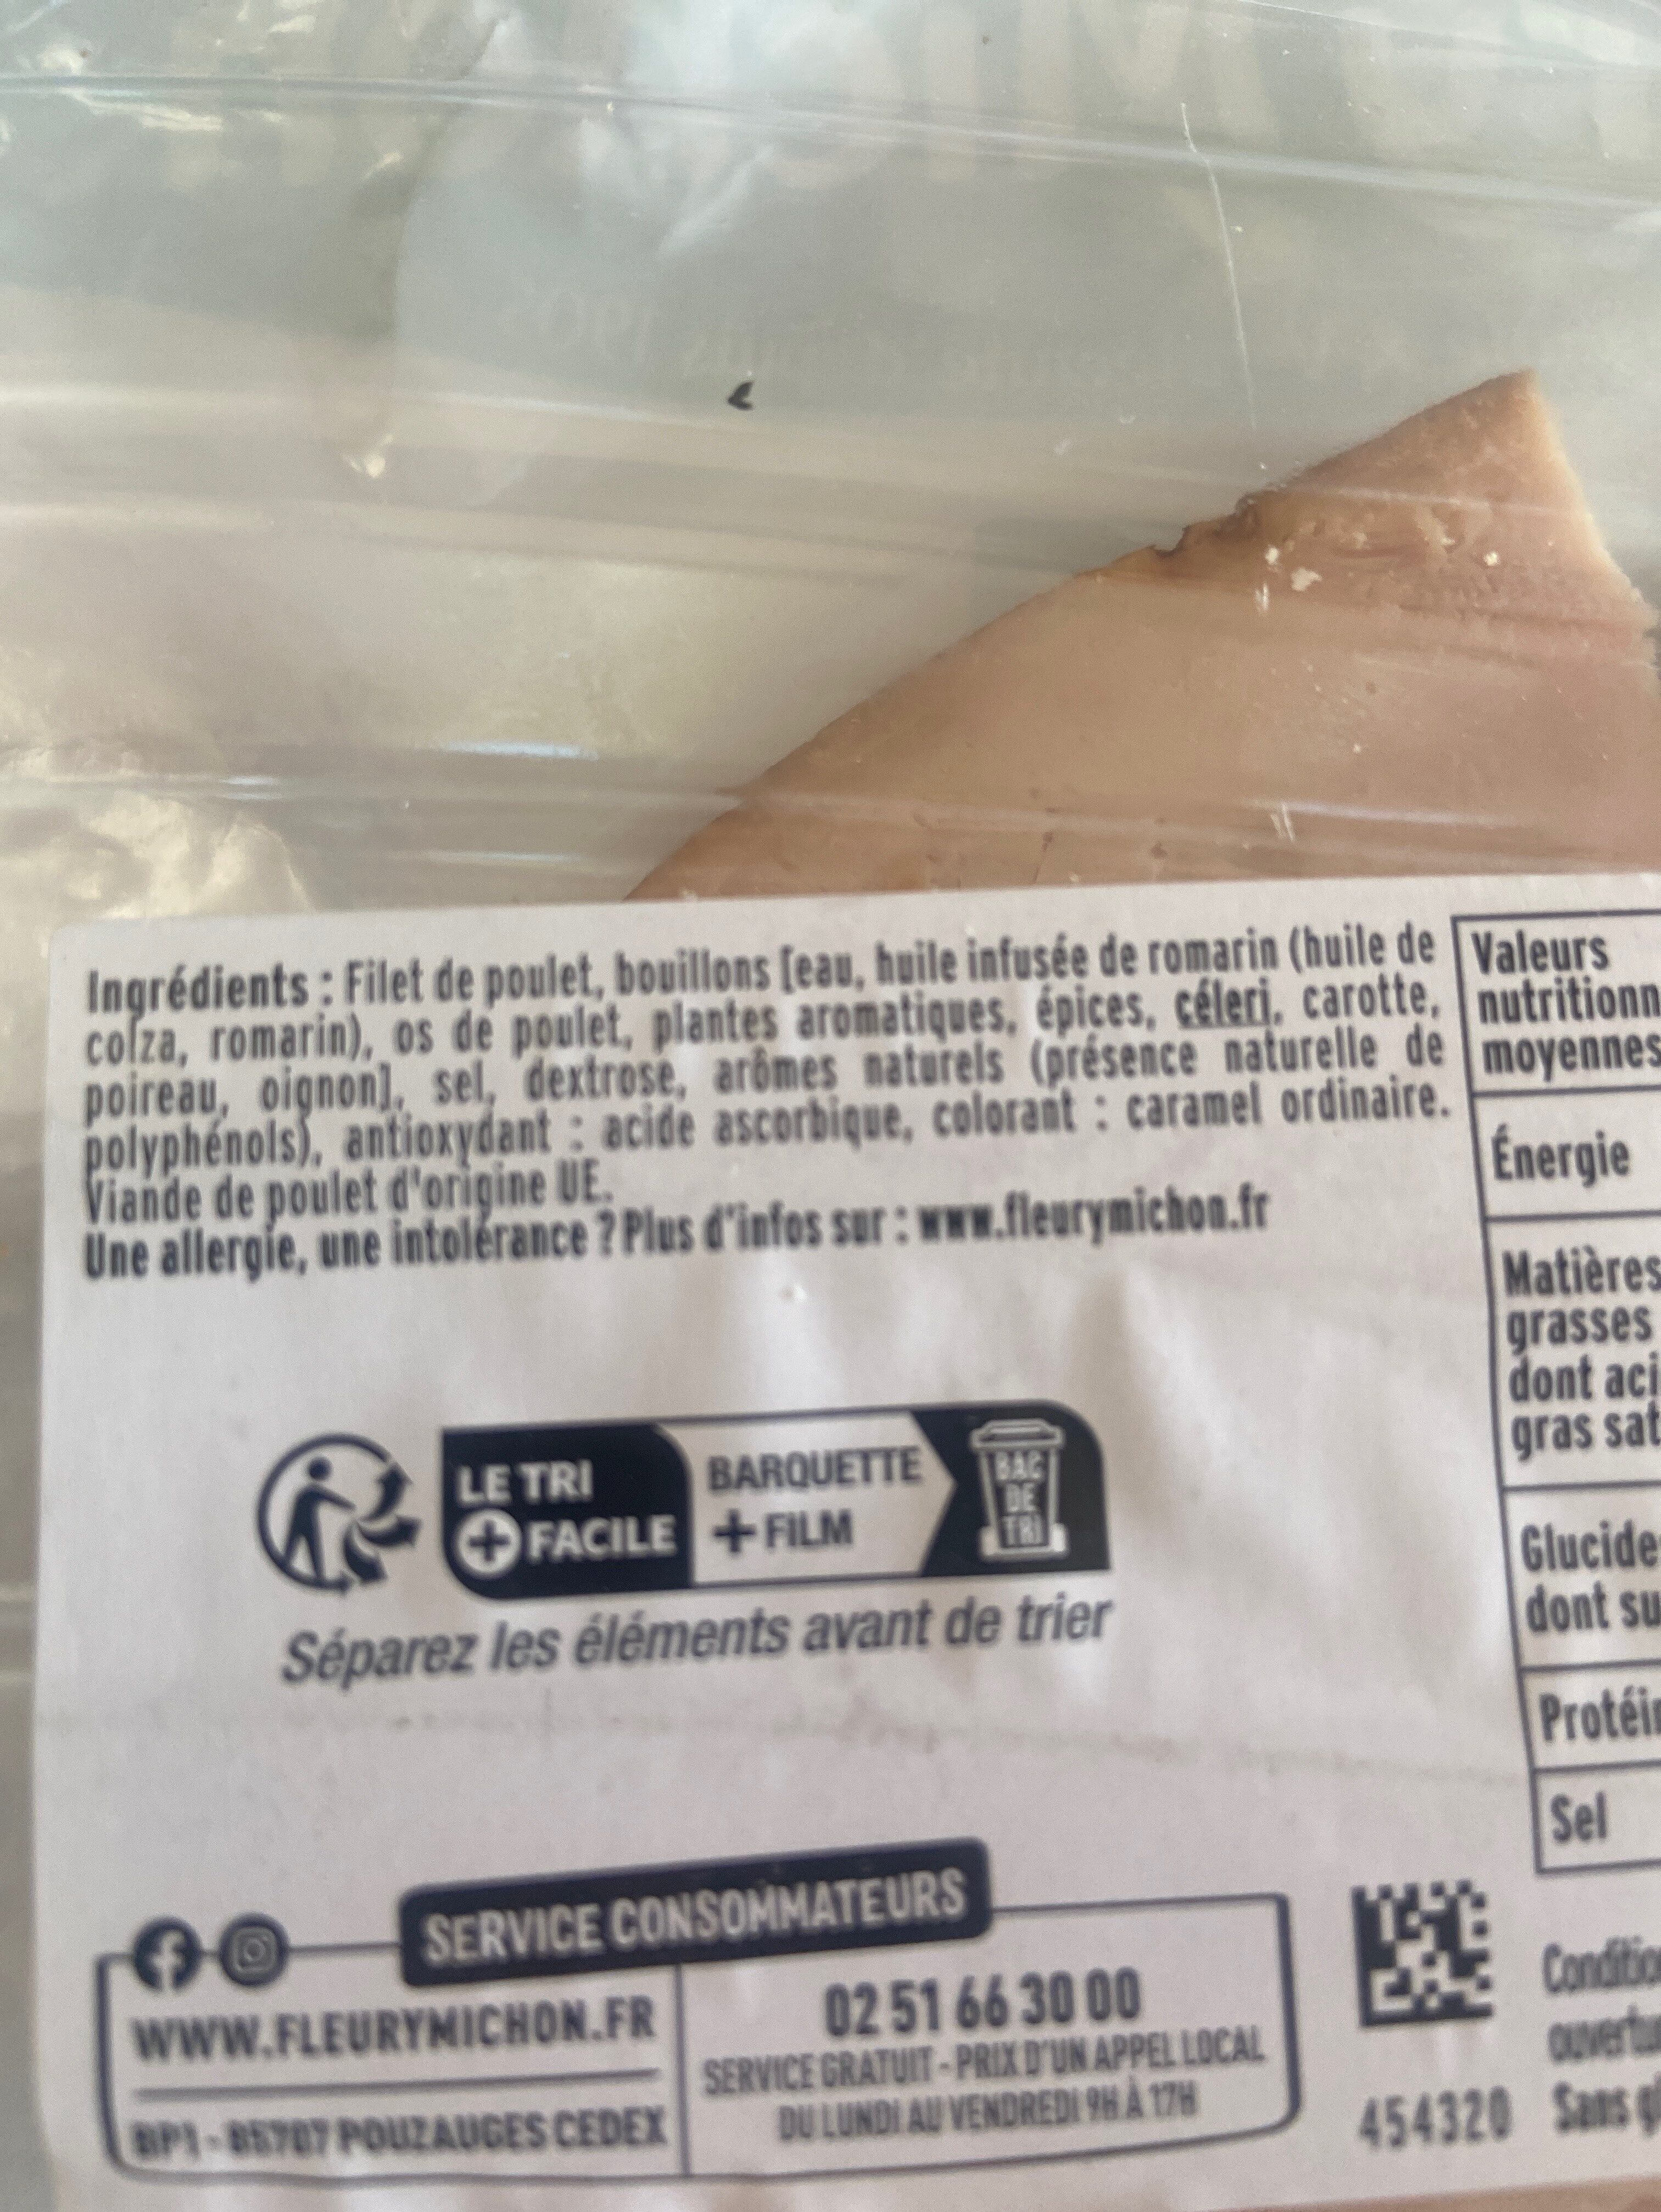 Ingrédients : Filet de poulet, bouillons [eau, huile infusée de romarin (huile de
colza, romarin), os de poulet, plantes aromatiques, épices, céleri, carotte,
poireau, oignon], sel, dextrose, arômes naturels (présence naturelle de
polyphénols), antioxydant : acide ascorbique, colorant : caramel ordinaire.
Viande de poulet d'origine UE.
Une allergie, une intolérance ? Plus d'infos sur : www.fleurymichon.fr
LE TRI
+ FACILE
BARQUETTE
+ FILM
BAC
DE
TRI
Séparez les éléments avant de trier
SERVICE CONSOMMATEURS
WWW.FLEURYMICHON.FR
BP1 - 85707 POUZAUGES CEDEX
02 51 66 30 00
SERVICE GRATUIT - PRIX D'UN APPEL LOCAL
DU LUNDI AU VENDREDI 9H À 17H
454320
Valeurs
nutritionn
moyennes
Énergie
Matières
grasses
dont aci
gras sat
Glucide
dont su
Protéi
Sel
Conditio
ouvertu
Sans g